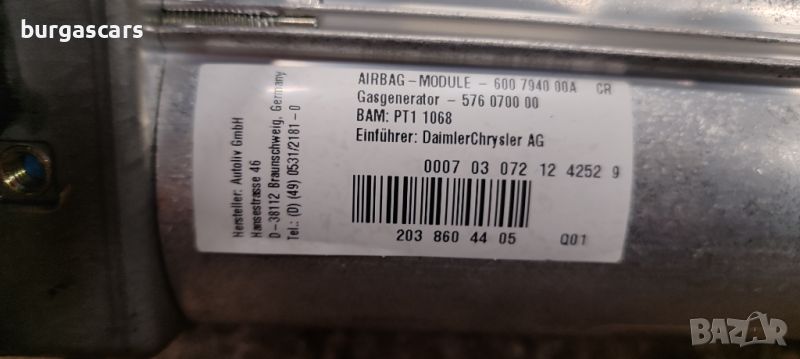 burgascars
AIRBAG-MODULE - 600 7940 00A CR
Gasgenerator - 576 0700 00
BAM: PT1 1068
Einführer: DaimlerChrysler AG
0007 03 072 12 4252 9
203 860 44 05 Q01
Hersteller: Autoliv GmbH
Hansestrasse 46
D-38112 Braunschweig, Germany
Tel.: (0) (49) 0531/2181-0
BAZAR.BG